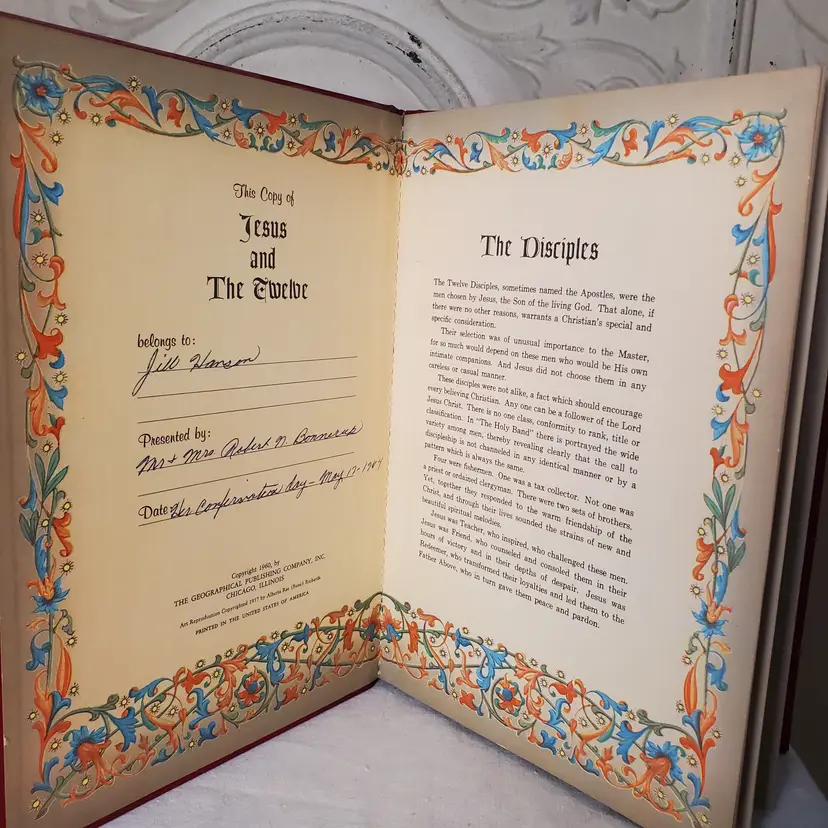 This Copy of
Jesus
and
The Twelve
belongs to:
Jill Hanson
Presented by:
Mr + Mrs Robert N. Bonnerup
Date Her Confirmation day - May 17-1964
Copyright 1960, by
THE GEOGRAPHICAL PUBLISHING COMPANY, INC.
CHICAGO, ILLINOIS
Art Reproduction Copyrighted 1957 by Alberta Rae
PRINTED IN THE UNITED STATES OF AMERICA
The Disciples
The Twelve Disciples, sometimes named the Apostles, were the
men chosen by Jesus, the Son of the living God. That alone, if
there were no other reasons, warrants a Christian's special and
specific consideration.
Their selection was of unusual importance to the Master,
for so much would depend on these men who would be His own
intimate companions. And Jesus did not choose them in any
careless or casual manner.
These disciples were not alike, a fact which should encourage
every believing Christian. Any one can be a follower of the Lord
Jesus Christ. There is no one class, conformity to rank, title or
classification. In "The Holy Band" there is portrayed the wide
variety among men, thereby revealing clearly that the call to
discipleship is not channeled in any identical manner or by a
pattern which is always the same.
Four were fishermen. One was a tax collector. Not one was
a priest or ordained clergyman. There were two sets of brothers.
Yet, together they responded to the warm friendship of the
Christ, and through their lives sounded the strains of new and
beautiful spiritual melodies.
Jesus was Teacher, who inspired, who challenged these men.
Jesus was Friend, who counseled and consoled them in their
hours of victory and in their depths of despair. Jesus was
Redeemer, who transformed their loyalties and led them to the
Father Above, who in turn gave them peace and pardon.